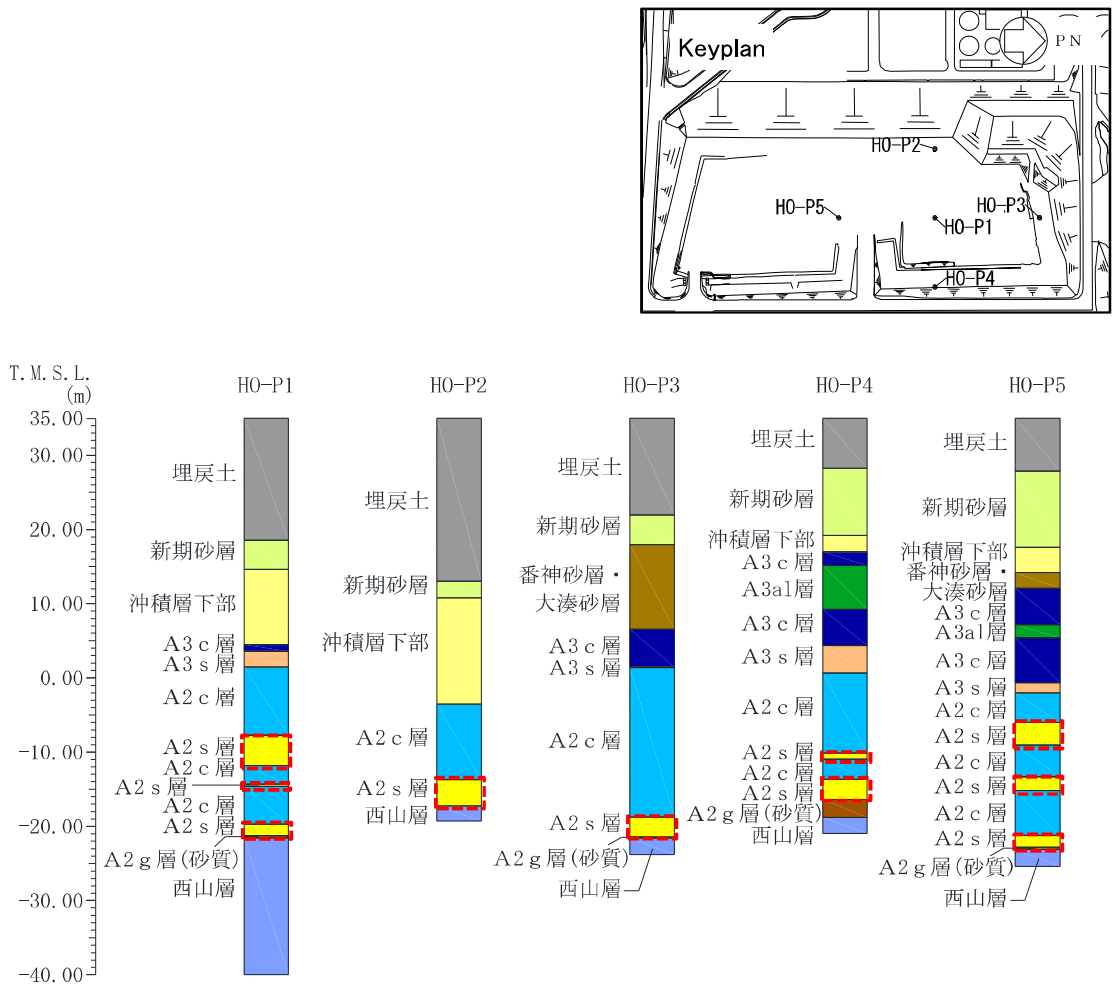 Keyplan
PN
HO-P2
HO-P5
HO-P3
HO-P1
HO-P4
T.M.S.L.
(m)
35.00
30.00
20.00
10.00
0.00
-10.00
-20.00
-30.00
-40.00
HO-P1
埋戻土
新期砂層
沖積層下部
A3c層
A3s層
A2c層
A2s層
A2c層
A2s層
A2c層
A2s層
A2g層(砂質)
西山層
HO-P2
埋戻土
新期砂層
沖積層下部
A2c層
A2s層
西山層
HO-P3
埋戻土
新期砂層
番神砂層・
大湊砂層
A3c層
A3s層
A2c層
A2s層
A2g層(砂質)
西山層
HO-P4
埋戻土
新期砂層
沖積層下部
A3c層
A3al層
A3c層
A3s層
A2c層
A2s層
A2c層
A2s層
A2g層(砂質)
西山層
HO-P5
埋戻土
新期砂層
沖積層下部
番神砂層・
大湊砂層
A3c層
A3al層
A3c層
A3s層
A2c層
A2s層
A2c層
A2s層
A2c層
A2s層
A2g層(砂質)
西山層